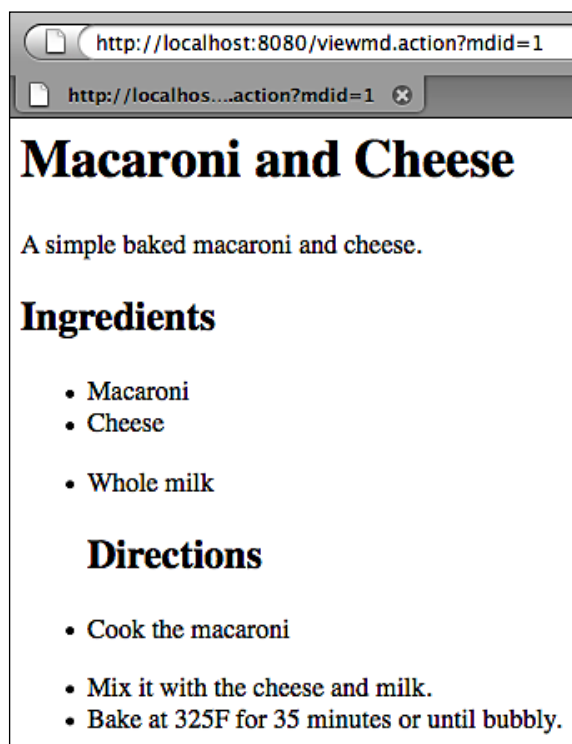 http://localhost:8080/viewmd.action?mdid=1
http://localhos....action?mdid=1
Macaroni and Cheese
A simple baked macaroni and cheese.
Ingredients
• Macaroni
• Cheese
• Whole milk
Directions
• Cook the macaroni
• Mix it with the cheese and milk.
• Bake at 325F for 35 minutes or until bubbly.